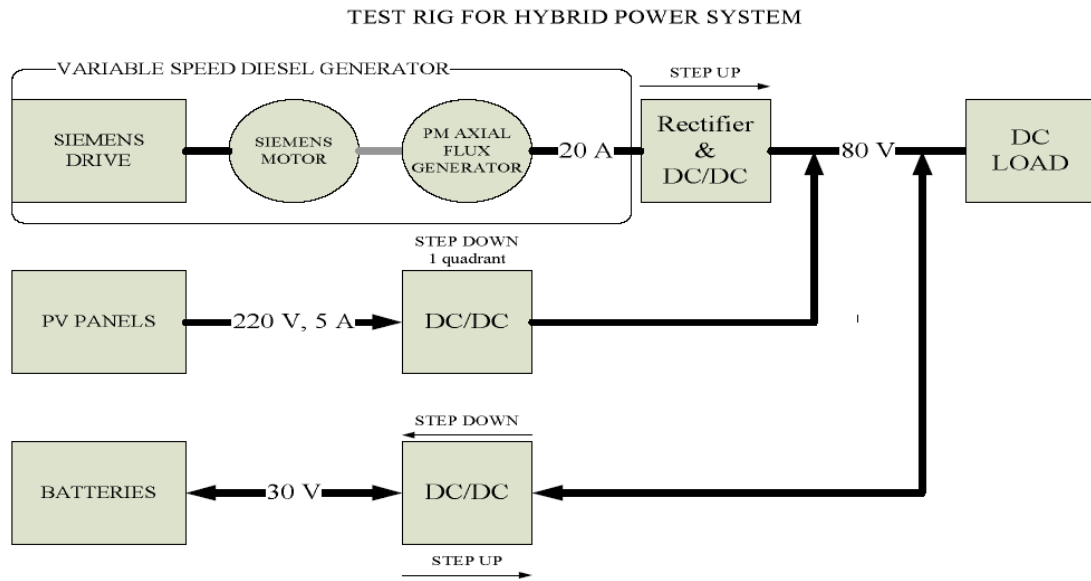 TEST RIG FOR HYBRID POWER SYSTEM
VARIABLE SPEED DIESEL GENERATOR
STEP UP
SIEMENS
DRIVE
SIEMENS
MOTOR
PM AXIAL
FLUX
GENERATOR
20 A
Rectifier
&
DC/DC
80 V
DC
LOAD
STEP DOWN
1 quadrant
PV PANELS
220 V, 5 A
DC/DC
STEP DOWN
BATTERIES
30 V
DC/DC
STEP UP